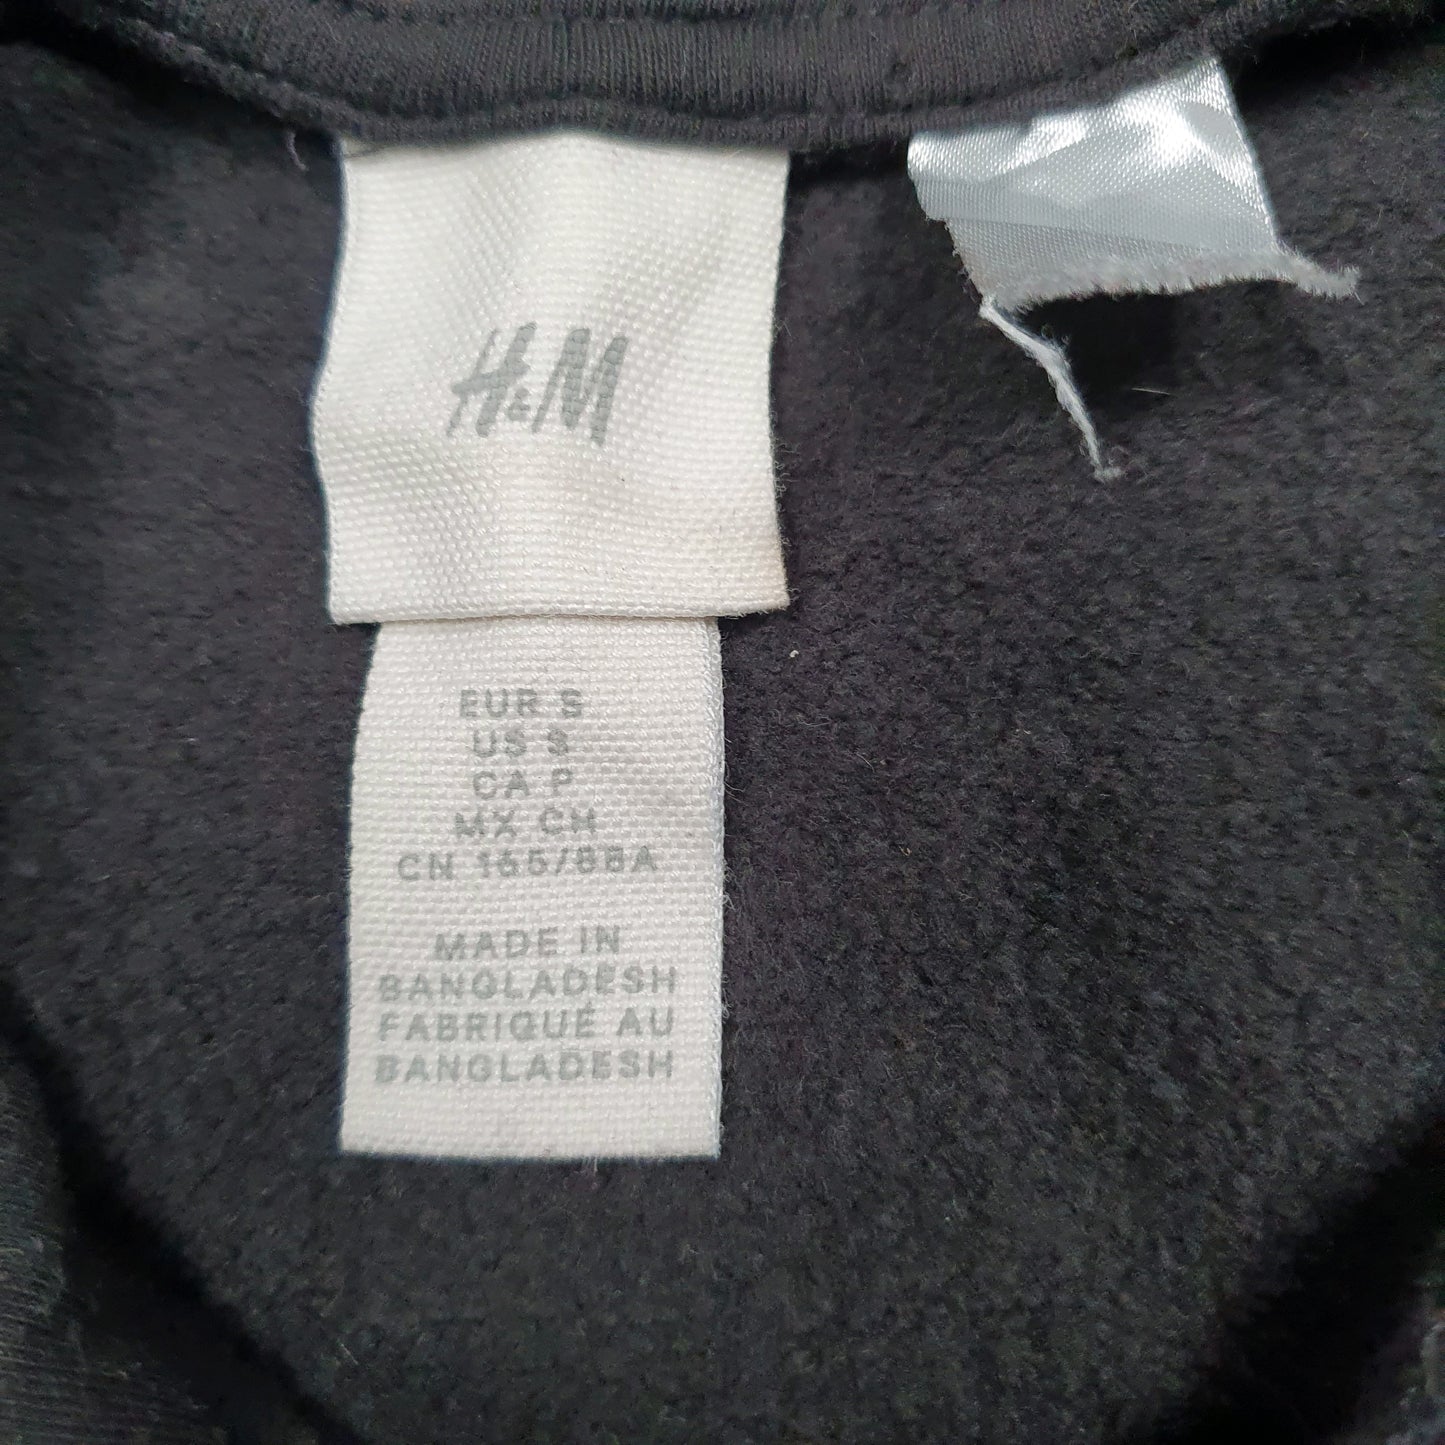 H&M
EUR S
US S
CA P
MX CH
CN 165/88A
MADE IN
BANGLADESH
FABRIQUÉ AU
BANGLADESH